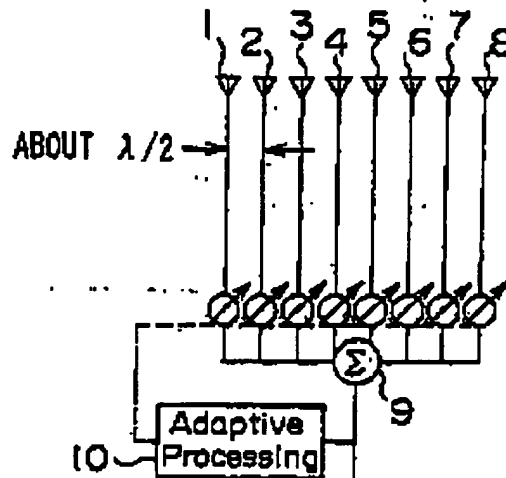 1 2 3 4 5 6 7 8
ABOUT λ/2
Σ
9
Adaptive
10
Processing